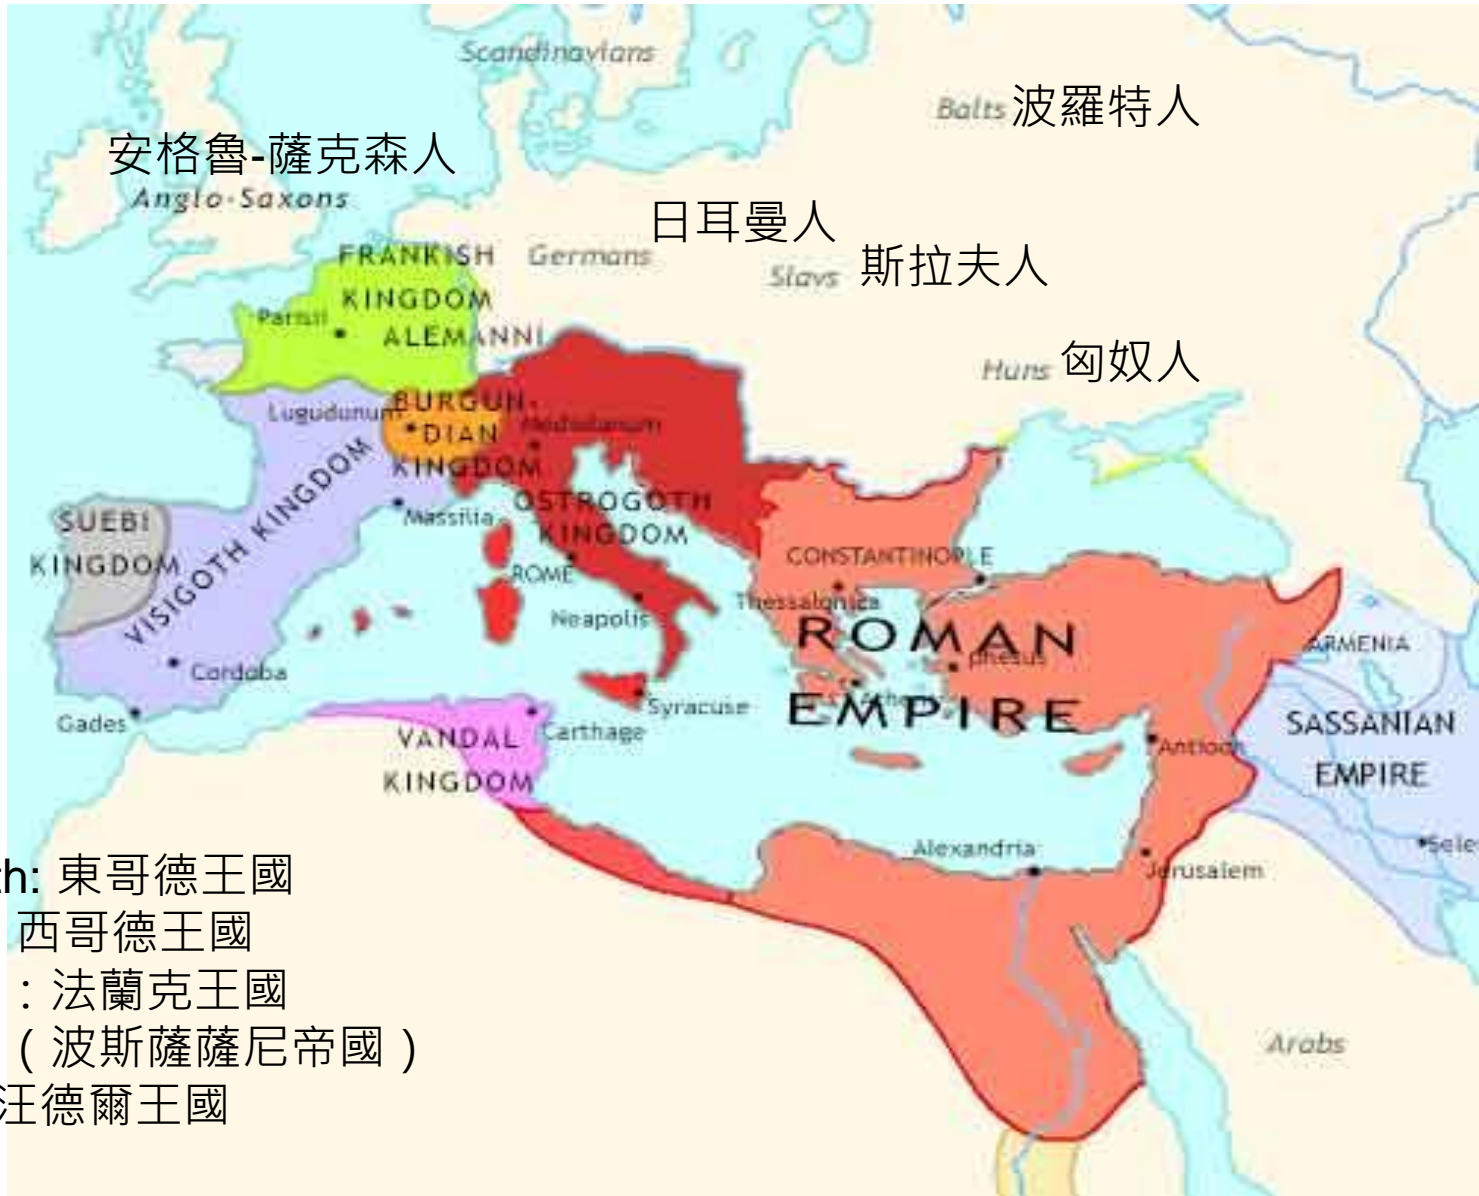 Scandinavians
Balts 波羅特人
安格魯-薩克森人
Anglo-Saxons
日耳曼人
Germans
Slavs 斯拉夫人
FRANKISH
KINGDOM
Parisii
ALEMANNI
Huns 匈奴人
Lugudunum
BURGUN-
DIAN
KINGDOM
Mediolanum
VISIGOTH KINGDOM
Massilia
OSTROGOTH
KINGDOM
SUEBI
KINGDOM
ROME
Neapolis
CONSTANTINOPLE
Thessalonica
ROMAN
EMPIRE
phesus
Cordoba
Gades
Syracuse
VANDAL
KINGDOM
Carthage
ARMENIA
SASSANIAN
EMPIRE
Antioch
Sele
Alexandria
Jerusalem
Arabs
th: 東哥德王國
西哥德王國
：法蘭克王國
（波斯薩薩尼帝國）
汪德爾王國